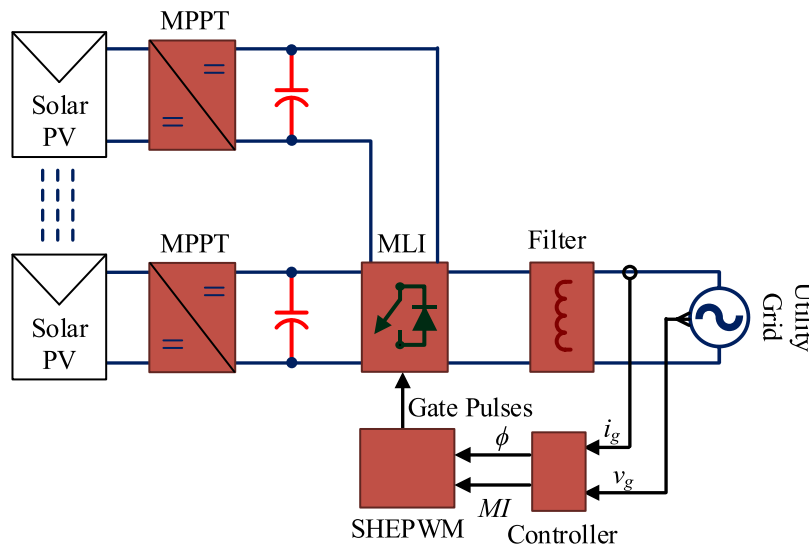 MPPT
Solar
PV
MPPT
MLI
Filter
Solar
PV
Utility
Grid
Gate Pulses
ϕ
i_g
MI
v_g
SHEPWM
Controller